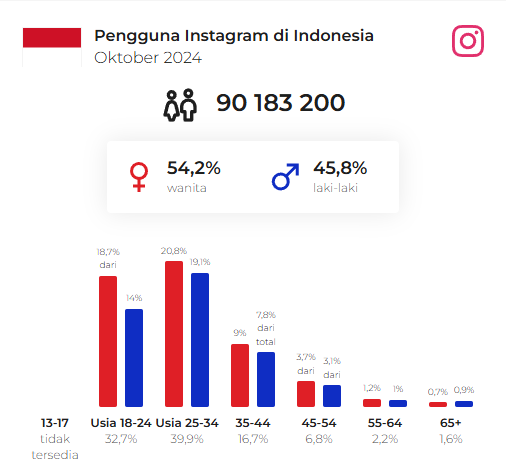 Pengguna Instagram di Indonesia
Oktober 2024
90 183 200
54,2%
wanita
45,8%
laki-laki
18,7%
dari
14%
20,8%
19,1%
9%
7,8%
dari
total
3,7%
dari
3,1%
dari
1,2%
1%
0,7%
0,9%
13-17
tidak
tersedia
Usia 18-24
32,7%
Usia 25-34
39,9%
35-44
16,7%
45-54
6,8%
55-64
2,2%
65+
1,6%